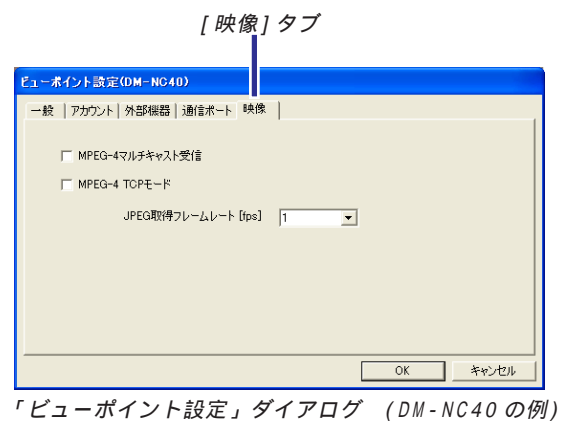 [映像]タブ
ビューポイント設定(DM-NC40)
一般 アカウント 外部機器 通信ポート 映像
MPEG-4マルチキャスト受信
MPEG-4 TCPモード
JPEG取得フレームレート [fps] 1
OK キャンセル
「ビューポイント設定」ダイアログ (DM-NC40の例)